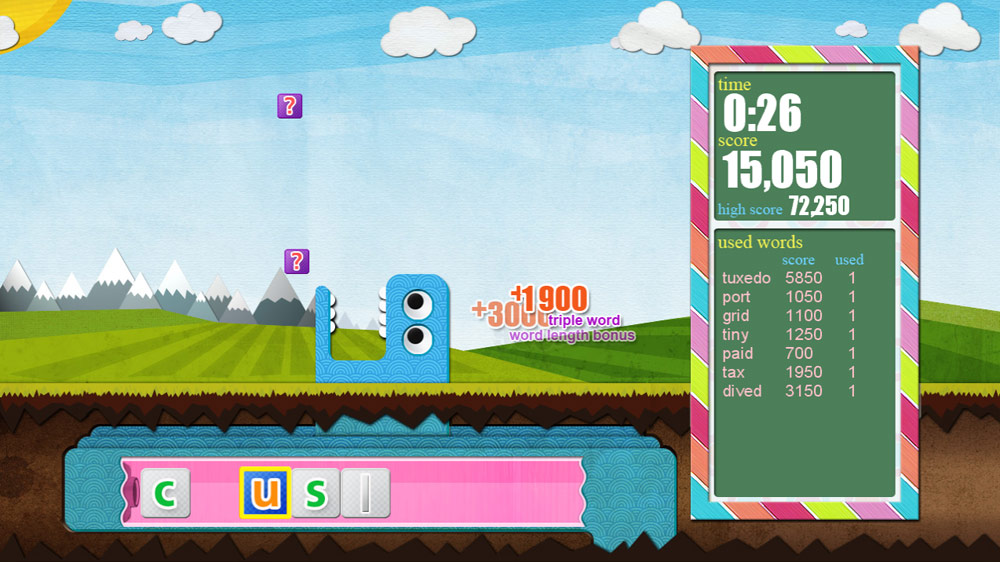 ?
?
time
0:26
score
15,050
high score 72,250
used words
score used
tuxedo 5850 1
port 1050 1
grid 1100 1
tiny 1250 1
paid 700 1
tax 1950 1
dived 3150 1
+1900
triple word
+3000
word length bonus
c u s l